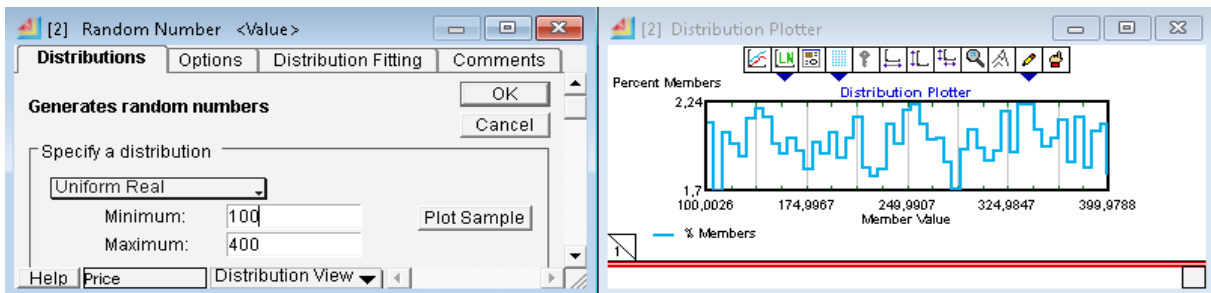 [2] Random Number <Value>
Distributions Options Distribution Fitting Comments
Generates random numbers
OK
Cancel
Specify a distribution
Uniform Real
Minimum: 100
Plot Sample
Maximum: 400
Help Price Distribution View
[2] Distribution Plotter
LN
Percent Members
Distribution Plotter
2,24
1,7
100,0026 174,9967 249,9907 324,9847 399,9788
Member Value
% Members
1